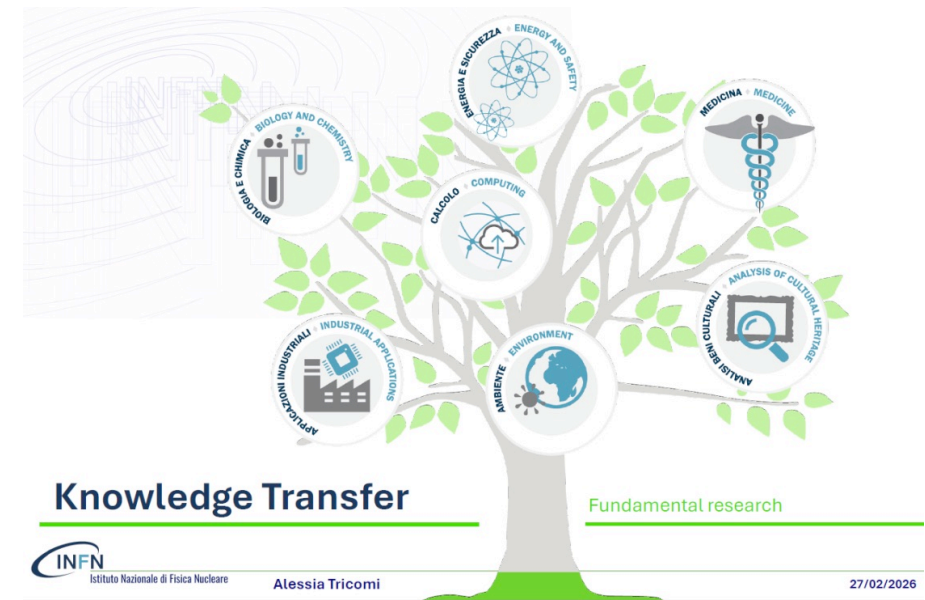 ENERGIA E SICUREZZA ENERGY AND SAFETY
MEDICINA MEDICINE
BIOLOGIA E CHIMICA BIOLOGY AND CHEMISTRY
CALCOLO COMPUTING
ANALISI BENI CULTURALI ANALYSIS OF CULTURAL HERITAGE
APPLICAZIONI INDUSTRIALI INDUSTRIAL APPLICATIONS
AMBIENTE ENVIRONMENT
Knowledge Transfer
Fundamental research
INFN
Istituto Nazionale di Fisica Nucleare
Alessia Tricomi
27/02/2026